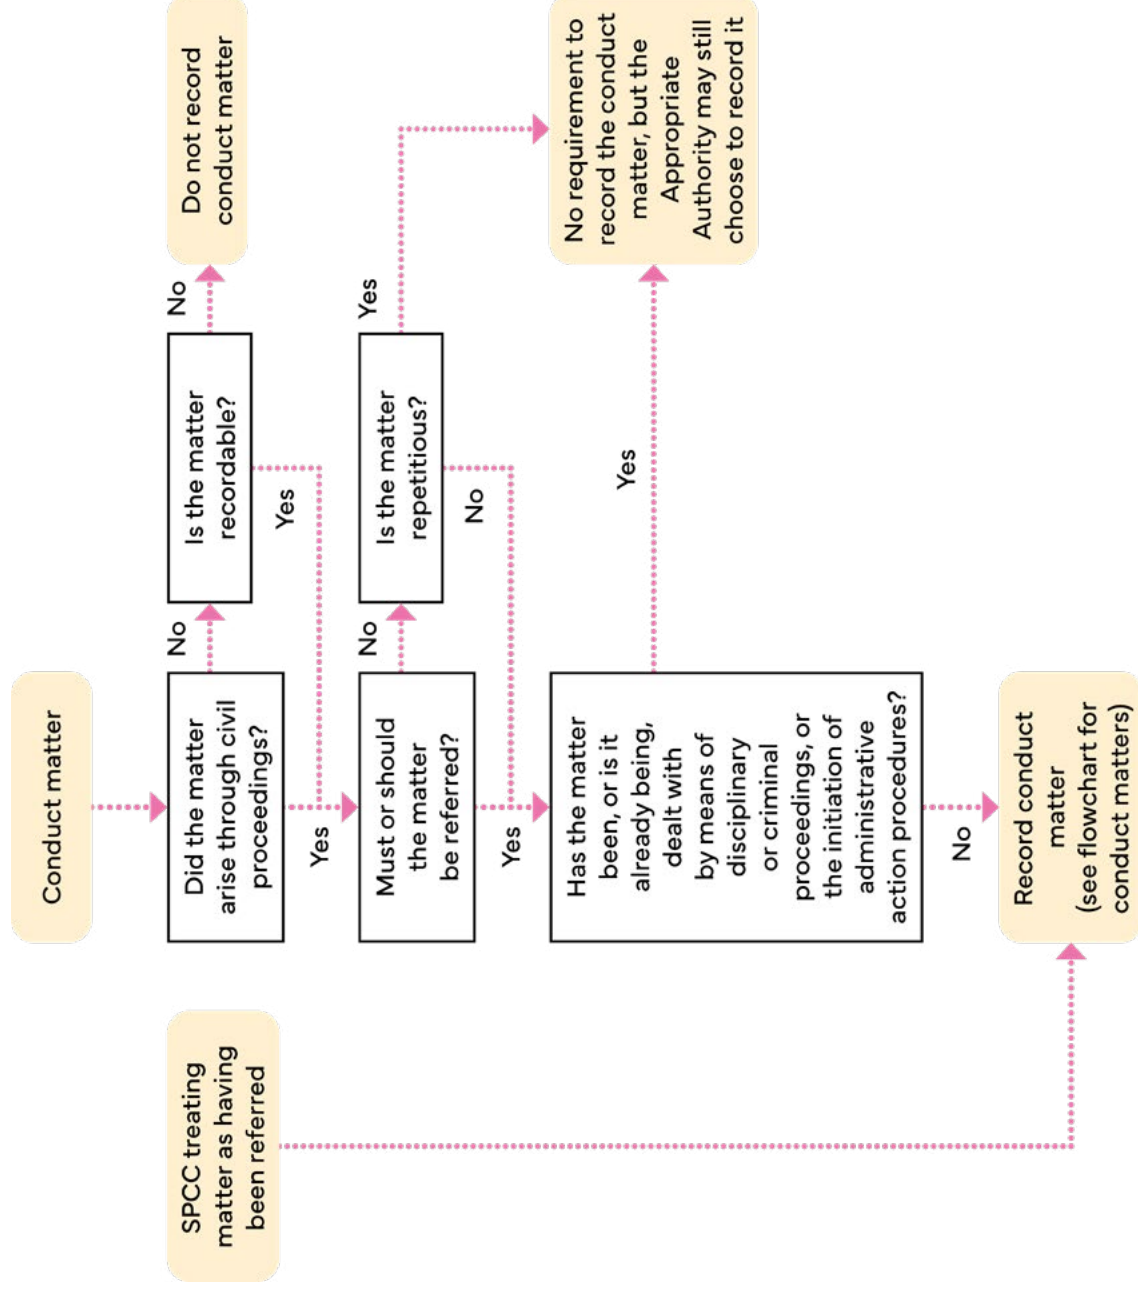 Conduct matter
SPCC treating
matter as having
been referred
Did the matter
arise through civil
proceedings?
No
Is the matter
recordable?
No
Do not record
conduct matter
Yes
Yes
Must or should
the matter
be referred?
No
Is the matter
repetitious?
Yes
Yes
No
Has the matter
been, or is it
already being,
dealt with
by means of
disciplinary
or criminal
proceedings, or
the initiation of
administrative
action procedures?
Yes
No requirement to
record the conduct
matter, but the
Appropriate
Authority may still
choose to record it
No
Record conduct
matter
(see flowchart for
conduct matters)